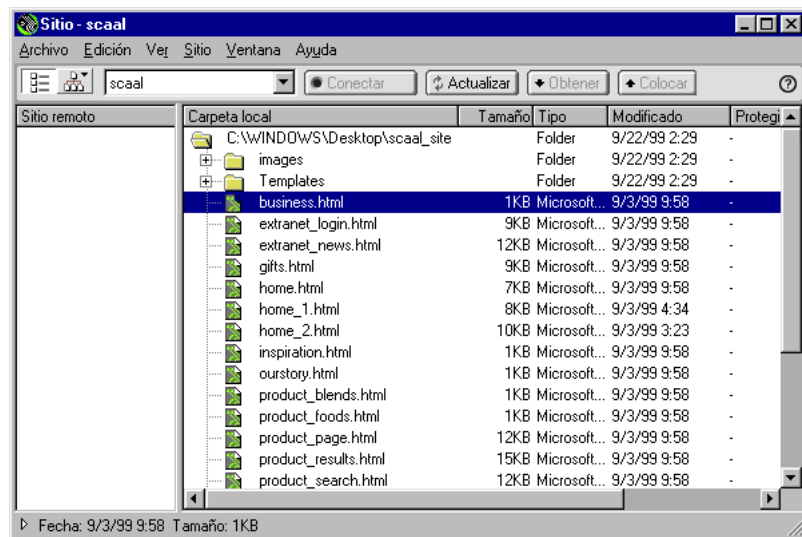 Sitio - scaal
Archivo Edición Ver Sitio Ventana Ayuda
scaal Conectar Actualizar Obtener Colocar
Sitio remoto Carpeta local Tamaño Tipo Modificado Protegi
C:\WINDOWS\Desktop\scaal_site Folder 9/22/99 2:29 -
images Folder 9/22/99 2:29 -
Templates Folder 9/22/99 2:29 -
business.html 1KB Microsoft... 9/3/99 9:58 -
extranet_login.html 9KB Microsoft... 9/3/99 9:58 -
extranet_news.html 12KB Microsoft... 9/3/99 9:58 -
gifts.html 9KB Microsoft... 9/3/99 9:58 -
home.html 7KB Microsoft... 9/3/99 9:58 -
home_1.html 8KB Microsoft... 9/3/99 4:34 -
home_2.html 10KB Microsoft... 9/3/99 3:23 -
inspiration.html 1KB Microsoft... 9/3/99 9:58 -
ourstory.html 1KB Microsoft... 9/3/99 9:58 -
product_blends.html 1KB Microsoft... 9/3/99 9:58 -
product_foods.html 1KB Microsoft... 9/3/99 9:58 -
product_page.html 12KB Microsoft... 9/3/99 9:58 -
product_results.html 15KB Microsoft... 9/3/99 9:58 -
product_search.html 12KB Microsoft... 9/3/99 9:58 -
Fecha: 9/3/99 9:58 Tamaño: 1KB